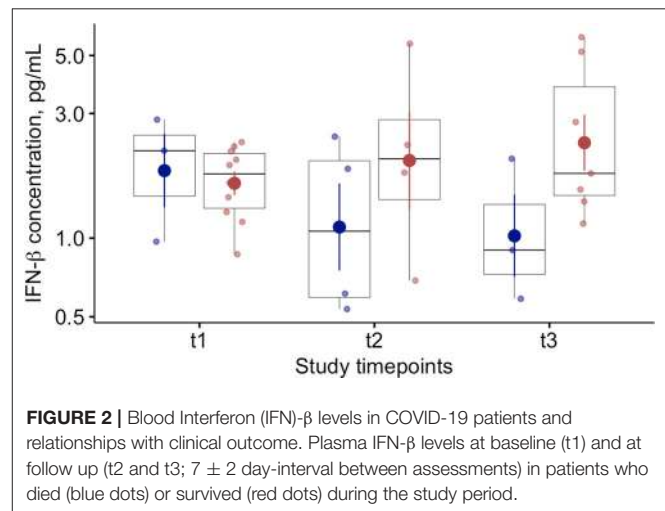 IFN-β concentration, pg/mL
5.0
3.0
1.0
0.5
t1 t2 t3
Study timepoints
FIGURE 2 | Blood Interferon (IFN)-β levels in COVID-19 patients and
relationships with clinical outcome. Plasma IFN-β levels at baseline (t1) and at
follow up (t2 and t3; 7 ± 2 day-interval between assessments) in patients who
died (blue dots) or survived (red dots) during the study period.